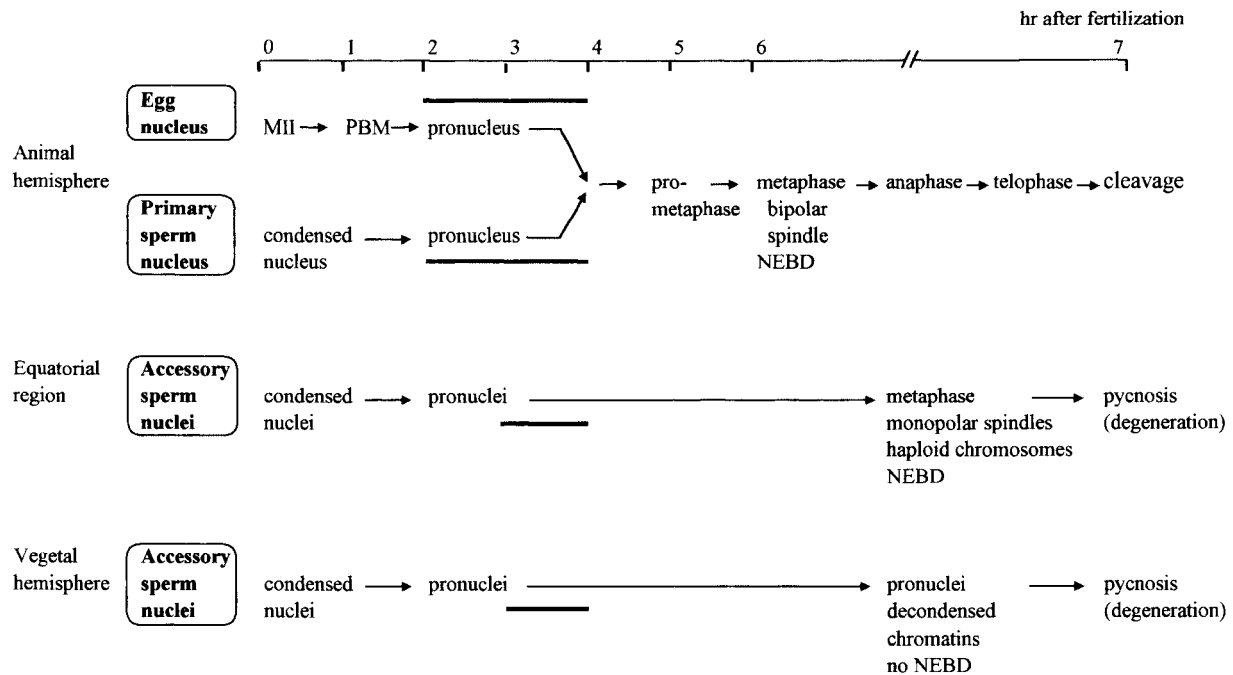 hr after fertilization
0 1 2 3 4 5 6 7
Egg
nucleus
MII PBM pronucleus
Animal
hemisphere
pro-
metaphase
metaphase
bipolar
spindle
NEBD
anaphase telophase cleavage
Primary
sperm
nucleus
condensed
nucleus
pronucleus
Equatorial
region
Accessory
sperm
nuclei
condensed
nuclei
pronuclei
metaphase
monopolar spindles
haploid chromosomes
NEBD
pycnosis
(degeneration)
Vegetal
hemisphere
Accessory
sperm
nuclei
condensed
nuclei
pronuclei
pronuclei
decondensed
chromatins
no NEBD
pycnosis
(degeneration)